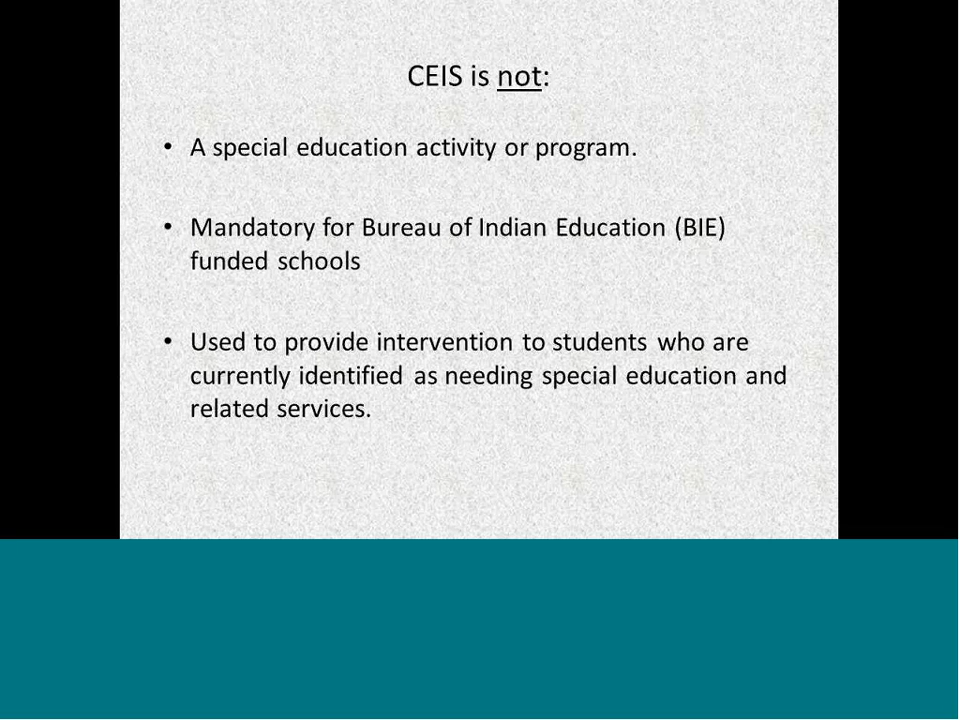 CEIS is not:
• A special education activity or program.
• Mandatory for Bureau of Indian Education (BIE)
funded schools
• Used to provide intervention to students who are
currently identified as needing special education and
related services.